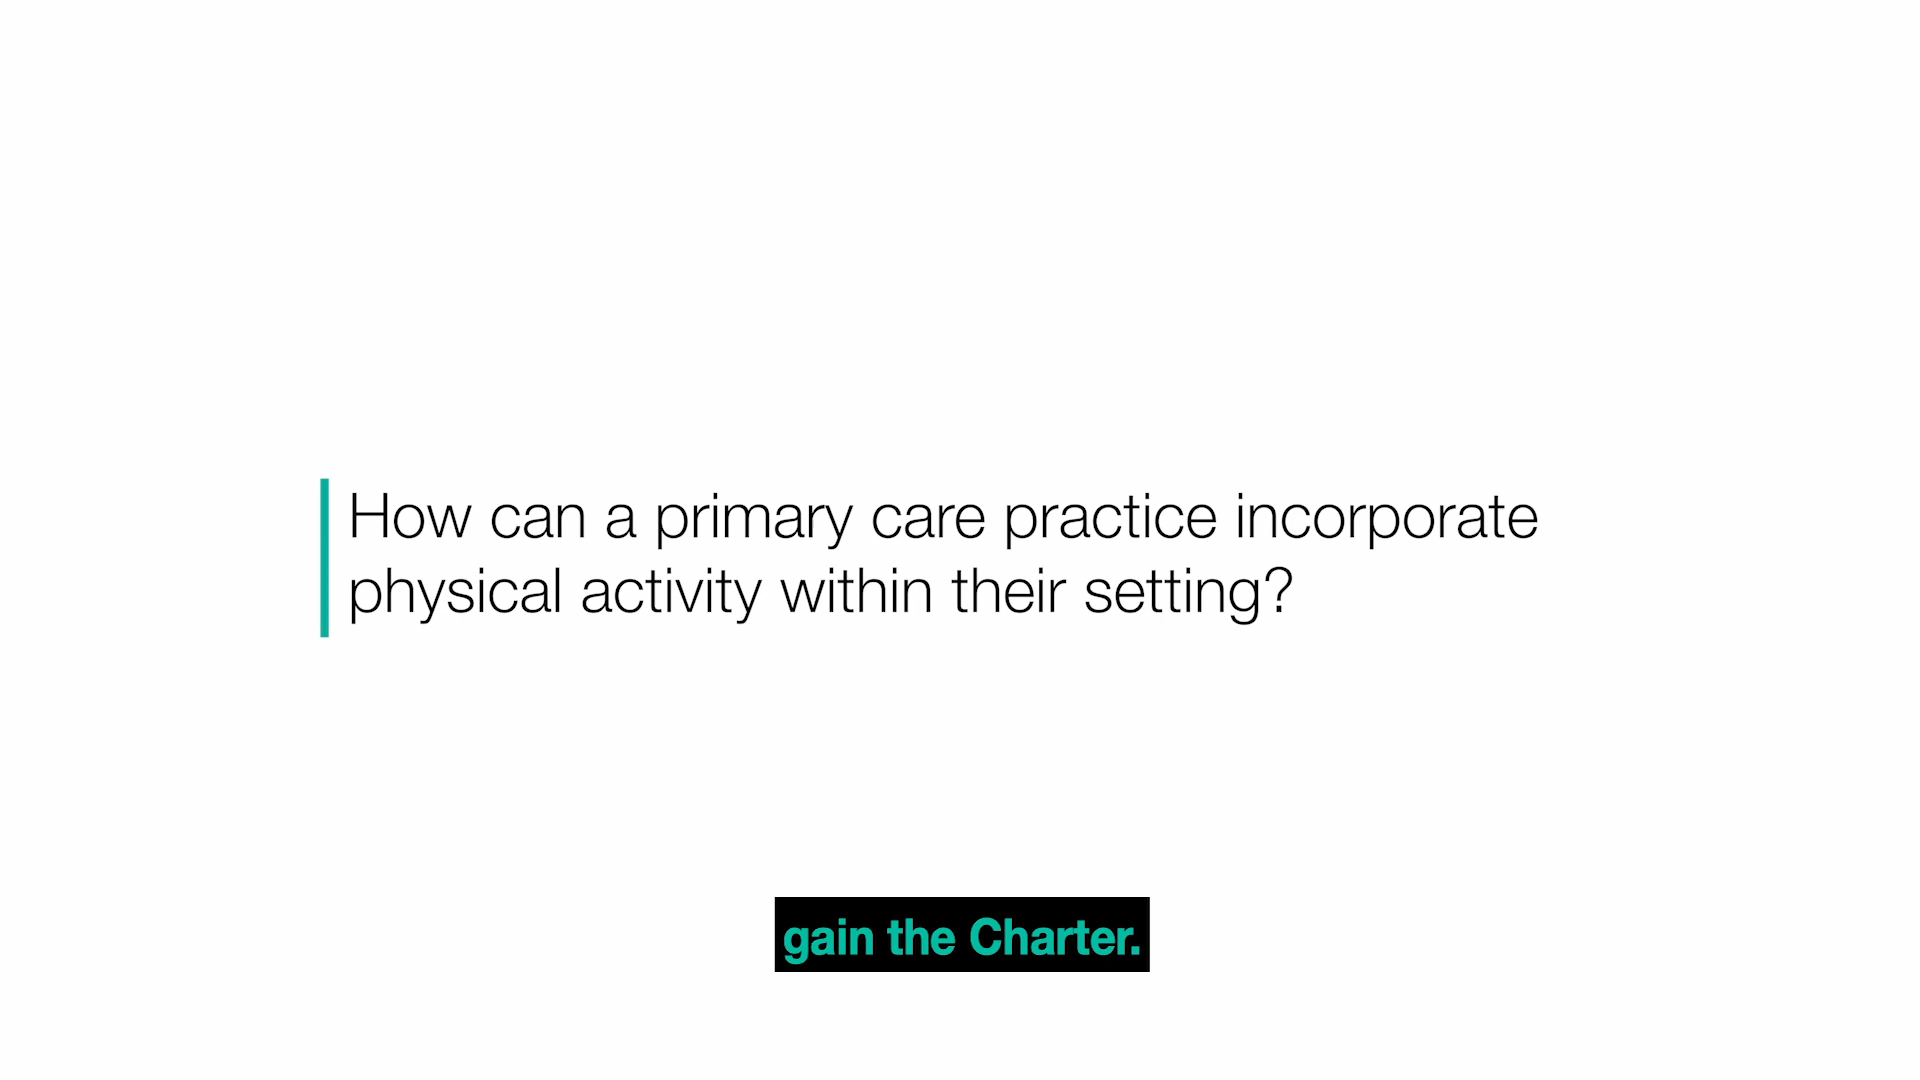 How can a primary care practice incorporate
physical activity within their setting?
gain the Charter.